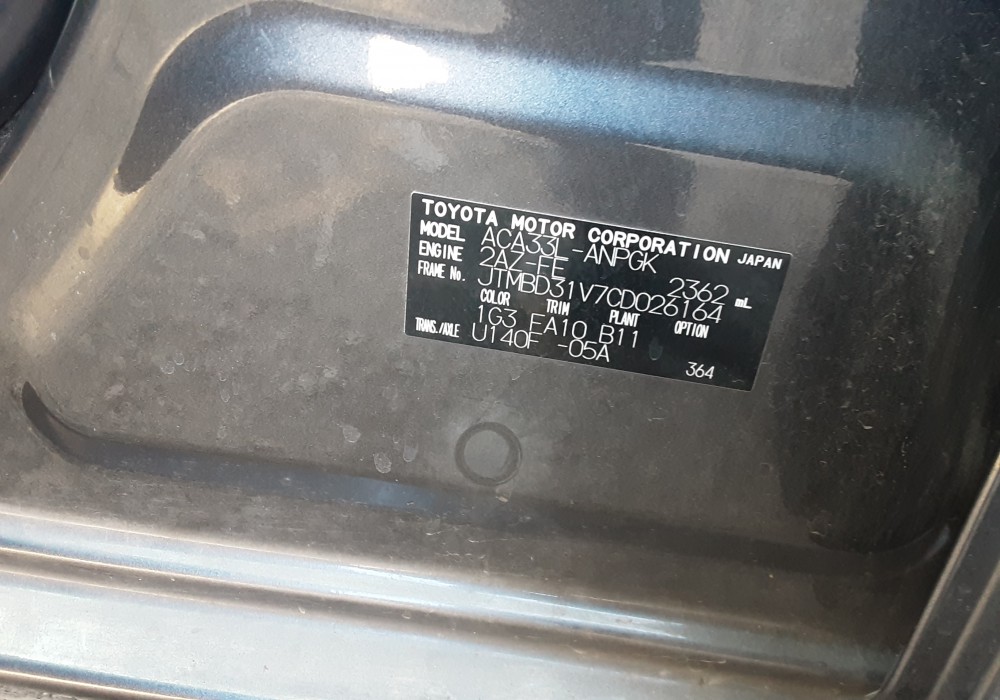 TOYOTA MOTOR CORPORATION JAPAN
MODEL ACA33L-ANPGK
ENGINE 2AZ-FE 2362 mL
FRAME No. JTMBD31V7CD026164
COLOR TRIM PLANT OPTION
1G3 EA10 B11
TRANS./AXLE U140F -05A
364